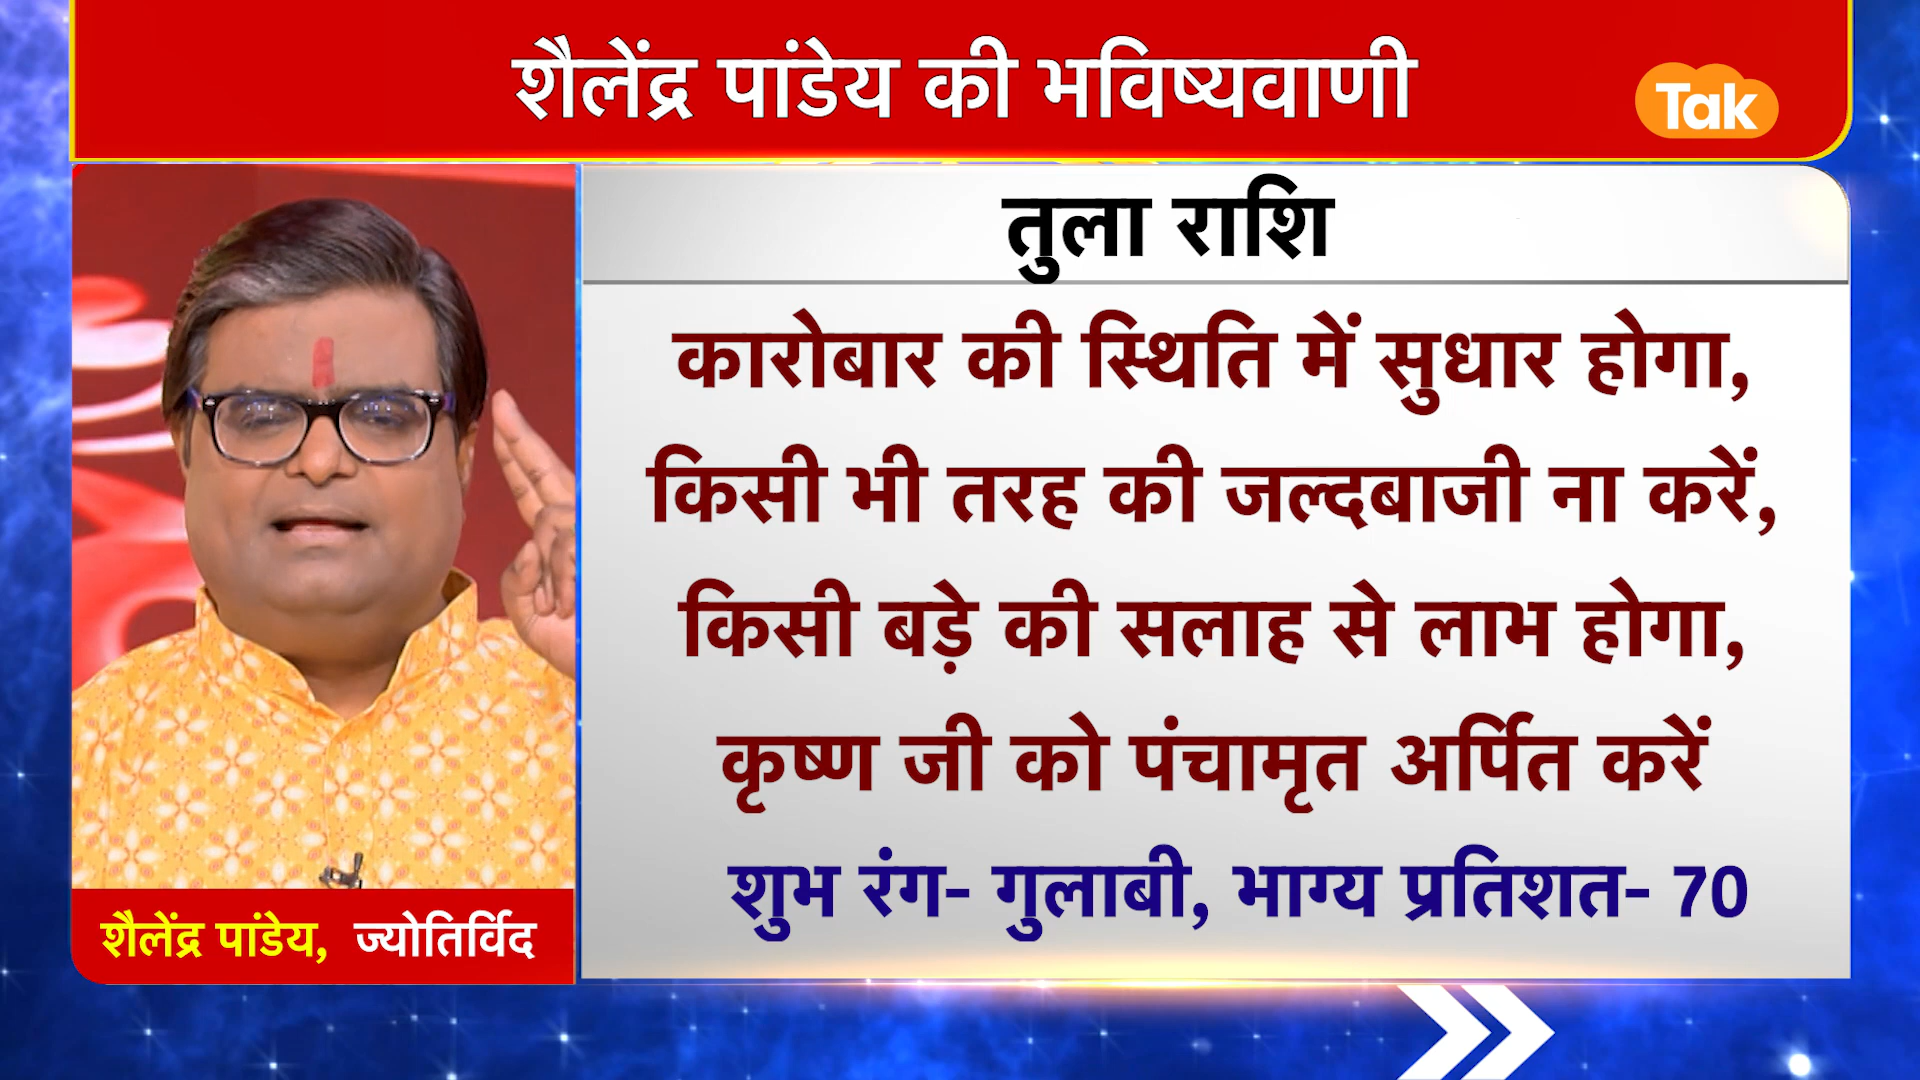 शैलेंद्र पांडेय की भविष्यवाणी
Tak
तुला राशि
कारोबार की स्थिति में सुधार होगा,
किसी भी तरह की जल्दबाजी ना करें,
किसी बड़े की सलाह से लाभ होगा,
कृष्ण जी को पंचामृत अर्पित करें
शुभ रंग- गुलाबी, भाग्य प्रतिशत- 70
शैलेंद्र पांडेय, ज्योतिर्विद